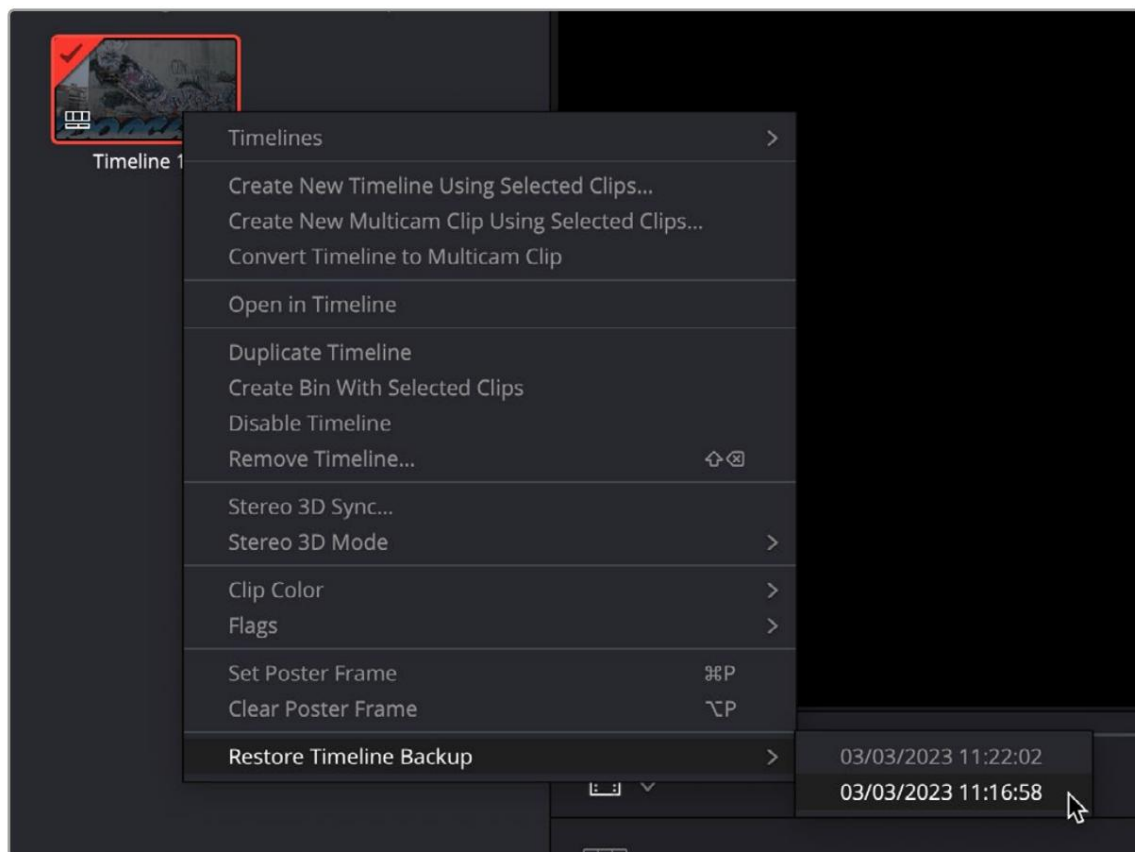 Timeline 1
Timelines
Create New Timeline Using Selected Clips...
Create New Multicam Clip Using Selected Clips...
Convert Timeline to Multicam Clip
Open in Timeline
Duplicate Timeline
Create Bin With Selected Clips
Disable Timeline
Remove Timeline... ⇧⌫
Stereo 3D Sync...
Stereo 3D Mode
Clip Color
Flags
Set Poster Frame ⌘P
Clear Poster Frame ⌥P
Restore Timeline Backup
03/03/2023 11:22:02
03/03/2023 11:16:58